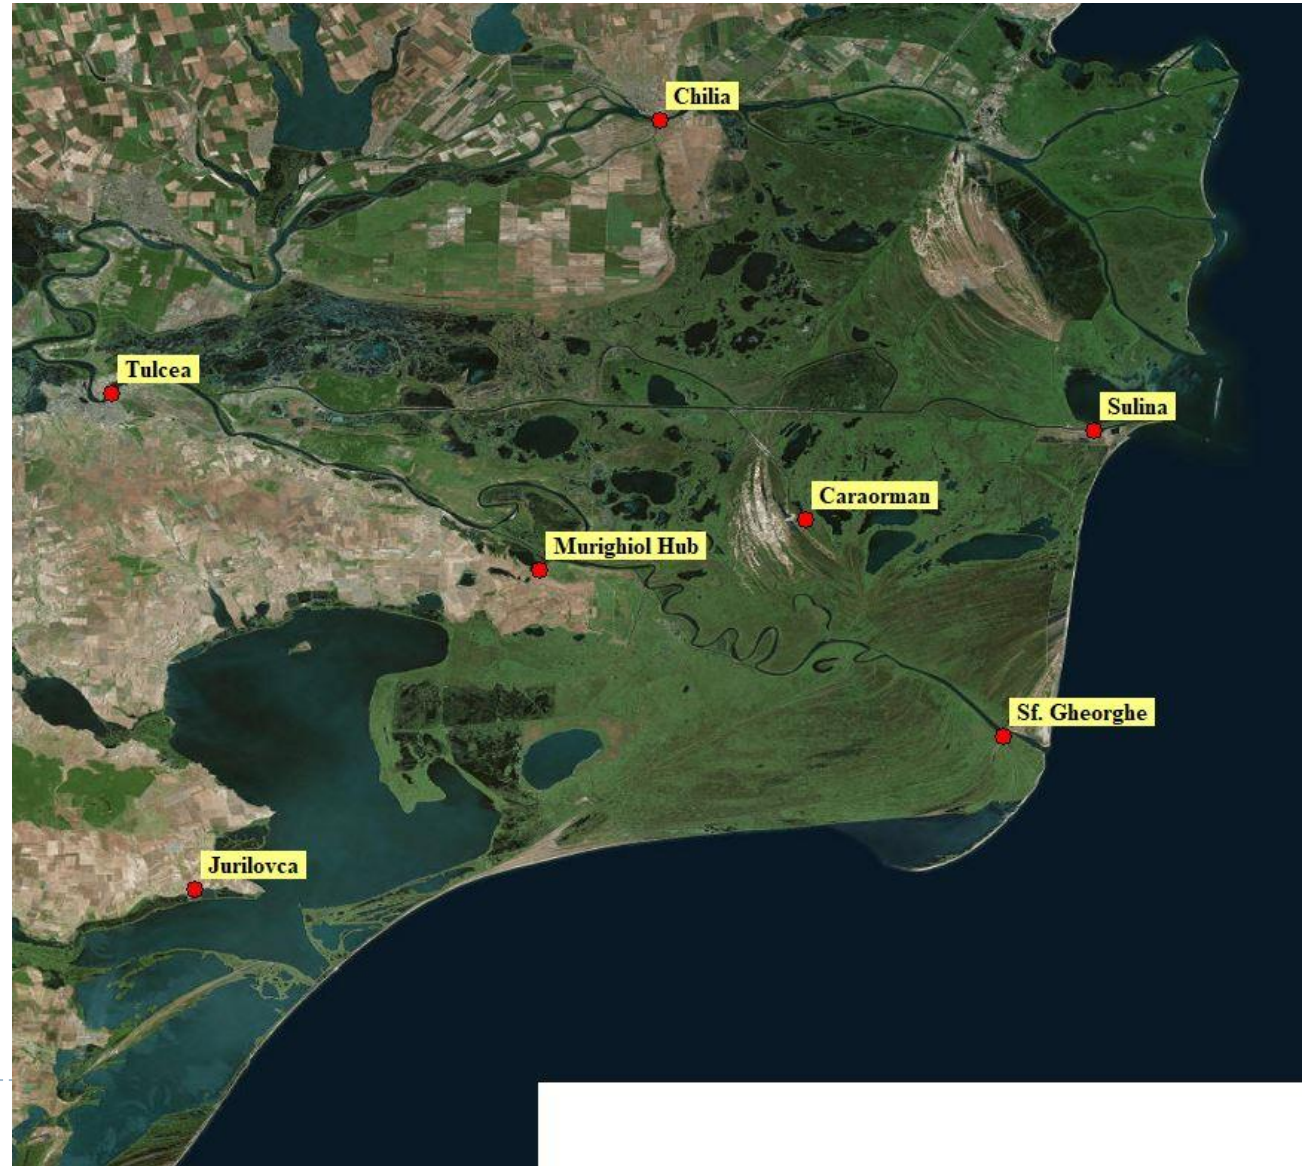 Chilia
Tulcea
Sulina
Caraorman
Murighiol Hub
Sf. Gheorghe
Jurilovca